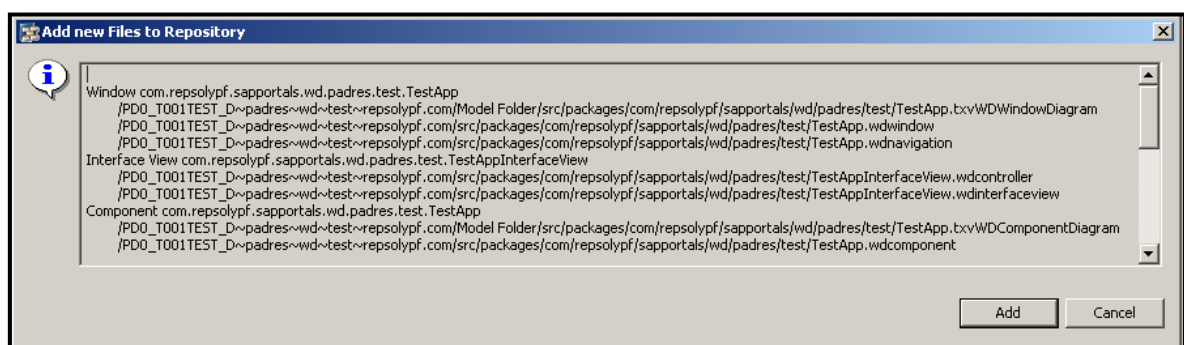 Add new Files to Repository
Window com.repsolypf.sapportals.wd.padres.test.TestApp
/PD0_T001TEST_D~padres~wd~test~repsolypf.com/Model Folder/src/packages/com/repsolypf/sapportals/wd/padres/test/TestApp.txvWDWindowDiagram
/PD0_T001TEST_D~padres~wd~test~repsolypf.com/src/packages/com/repsolypf/sapportals/wd/padres/test/TestApp.wdwindow
/PD0_T001TEST_D~padres~wd~test~repsolypf.com/src/packages/com/repsolypf/sapportals/wd/padres/test/TestApp.wdnavigation
Interface View com.repsolypf.sapportals.wd.padres.test.TestAppInterfaceView
/PD0_T001TEST_D~padres~wd~test~repsolypf.com/src/packages/com/repsolypf/sapportals/wd/padres/test/TestAppInterfaceView.wdcontroller
/PD0_T001TEST_D~padres~wd~test~repsolypf.com/src/packages/com/repsolypf/sapportals/wd/padres/test/TestAppInterfaceView.wdinterfaceview
Component com.repsolypf.sapportals.wd.padres.test.TestApp
/PD0_T001TEST_D~padres~wd~test~repsolypf.com/Model Folder/src/packages/com/repsolypf/sapportals/wd/padres/test/TestApp.txvWDComponentDiagram
/PD0_T001TEST_D~padres~wd~test~repsolypf.com/src/packages/com/repsolypf/sapportals/wd/padres/test/TestApp.wdcomponent
Add
Cancel